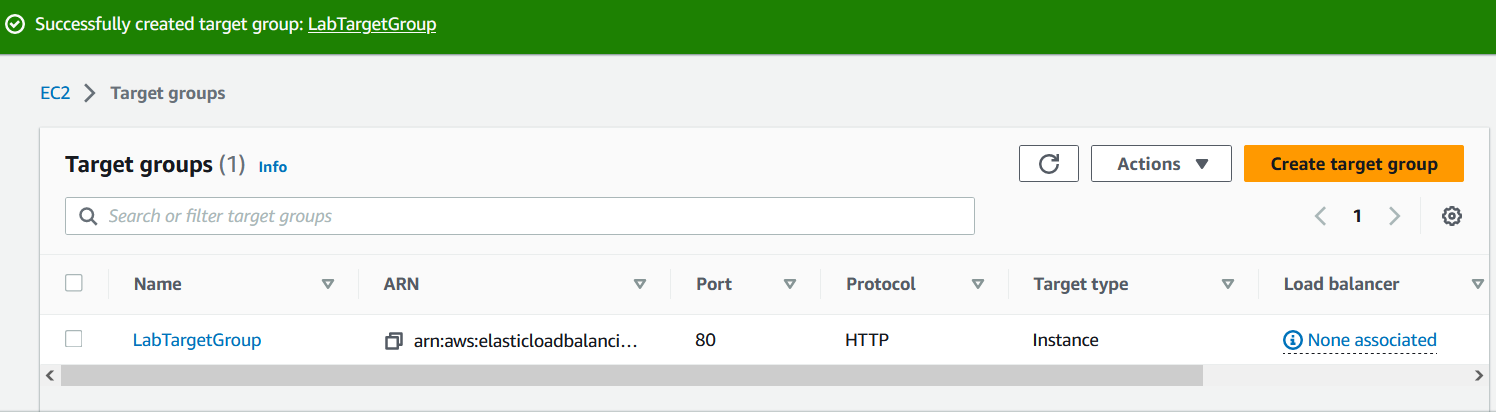 Successfully created target group: LabTargetGroup
EC2 > Target groups
Target groups (1) Info
Actions
Create target group
Search or filter target groups
1
Name ARN Port Protocol Target type Load balancer
LabTargetGroup arn:aws:elasticloadbalanci... 80 HTTP Instance None associated